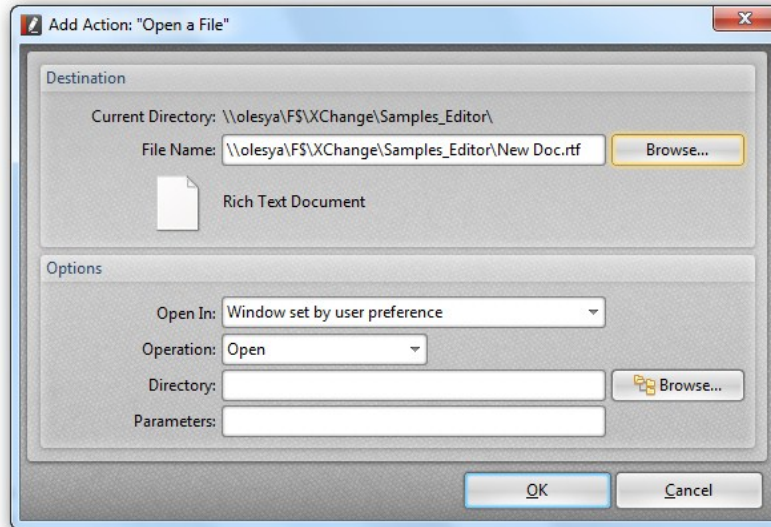 Add Action: "Open a File"
Destination
Current Directory: \\olesya\F$\XChange\Samples_Editor\
File Name: \\olesya\F$\XChange\Samples_Editor\New Doc.rtf Browse...
Rich Text Document
Options
Open In: Window set by user preference
Operation: Open
Directory: Browse...
Parameters:
OK Cancel